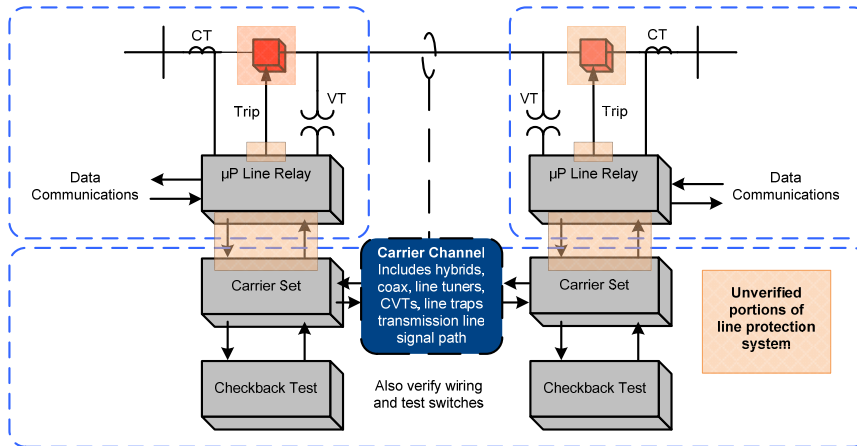 CT
CT
Trip
VT
VT
Trip
µP Line Relay
µP Line Relay
Data
Communications
Data
Communications
Carrier Channel
Includes hybrids,
coax, line tuners,
CVTs, line traps
transmission line
signal path
Carrier Set
Carrier Set
Unverified
portions of
line protection
system
Checkback Test
Also verify wiring
and test switches
Checkback Test